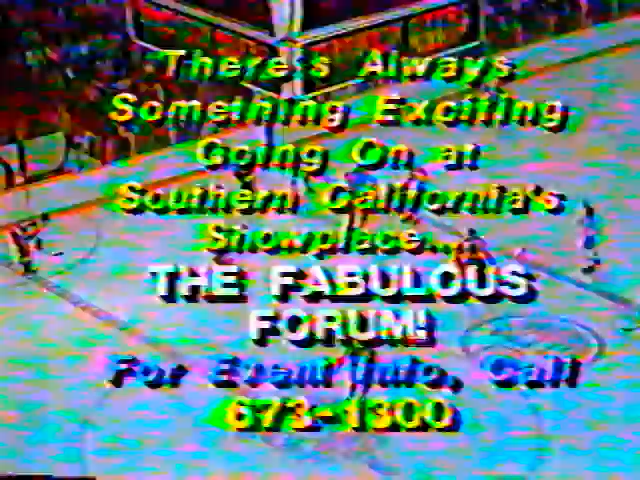 There's Always
Something Exciting
Going On at
Southern California's
Showplace...
THE FABULOUS
FORUM!
For Event Info, Call
673-1300